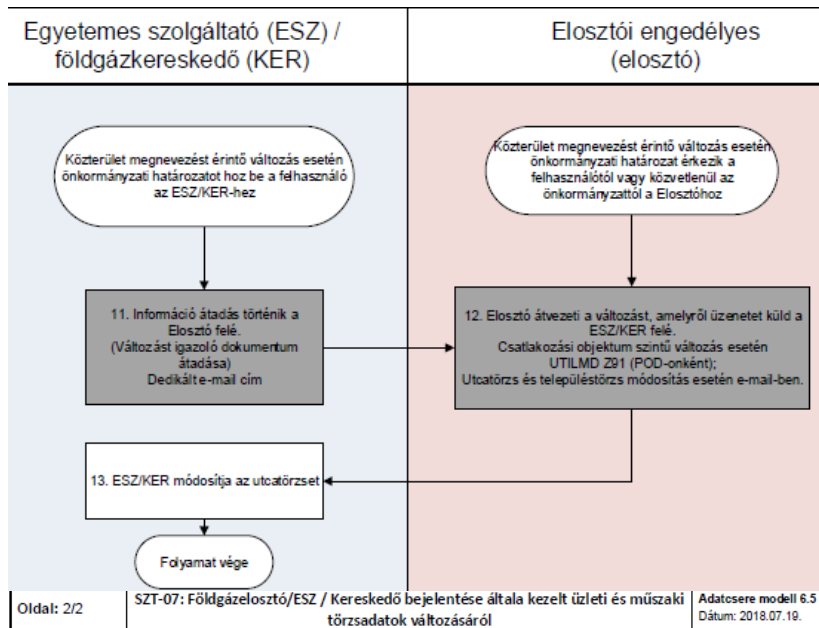 Egyetemes szolgáltató (ESZ) /
földgázkereskedő (KER)
Elosztói engedélyes
(elosztó)
Közterület megnevezést érintő változás esetén
önkormányzati határozatot hoz be a felhasználó
az ESZ/KER-hez
Közterület megnevezést érintő változás esetén
önkormányzati határozat érkezik a
felhasználótól vagy közvetlenül az
önkormányzattól a Elosztóhoz
11. Információ átadás történik a
Elosztó felé.
(Változást igazoló dokumentum
átadása)
Dedikált e-mail cím
12. Elosztó átvezeti a változást, amelyről üzenetet küld a
ESZ/KER felé.
Csatlakozási objektum szintű változás esetén
UTILMD Z91 (POD-onként);
Utcatörzs és településtörzs módosítás esetén e-mail-ben.
13. ESZ/KER módosítja az utcatörzset
Folyamat vége
Oldal: 2/2
SZT-07: Földgázelosztó/ESZ / Kereskedő bejelentése általa kezelt üzleti és műszaki
törzsadatok változásáról
Adatcsere modell 6.5
Dátum: 2018.07.19.